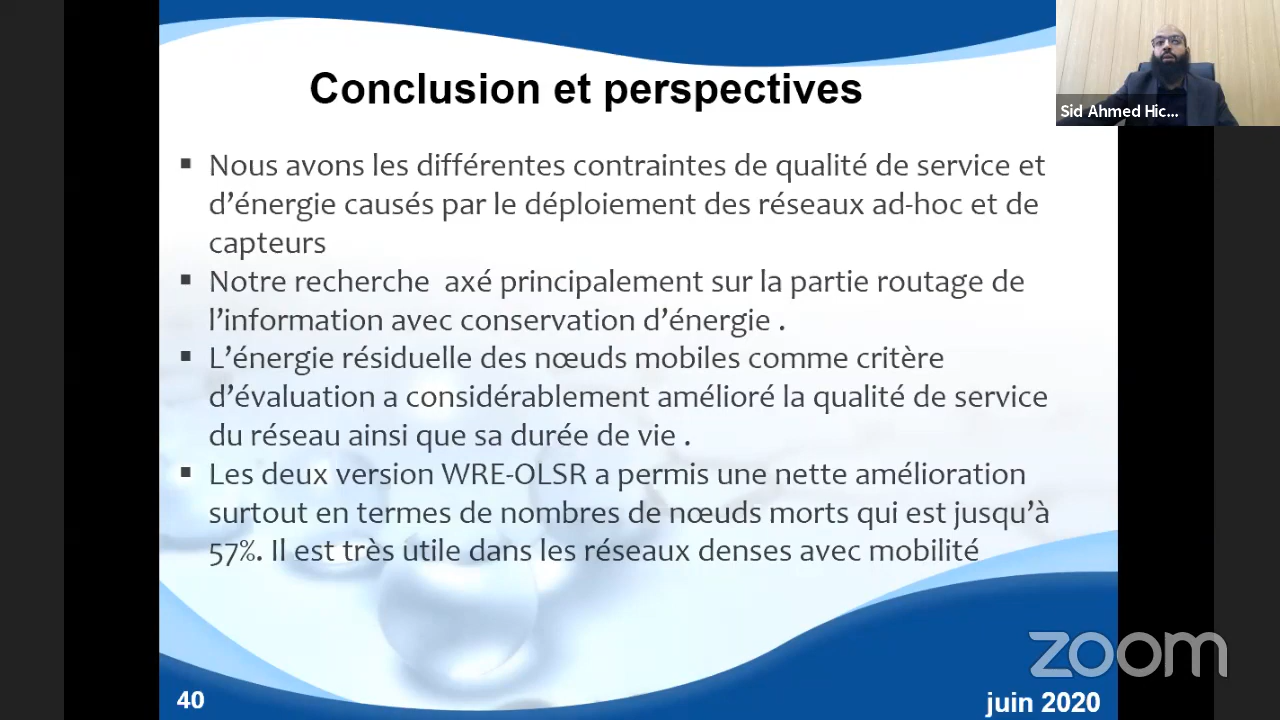 Conclusion et perspectives
Sid Ahmed Hic...
▪ Nous avons les différentes contraintes de qualité de service et
d’énergie causés par le déploiement des réseaux ad-hoc et de
capteurs
▪ Notre recherche axé principalement sur la partie routage de
l’information avec conservation d’énergie .
▪ L’énergie résiduelle des nœuds mobiles comme critère
d’évaluation a considérablement amélioré la qualité de service
du réseau ainsi que sa durée de vie .
▪ Les deux version WRE-OLSR a permis une nette amélioration
surtout en termes de nombres de nœuds morts qui est jusqu’à
57%. Il est très utile dans les réseaux denses avec mobilité
zoom
40
juin 2020